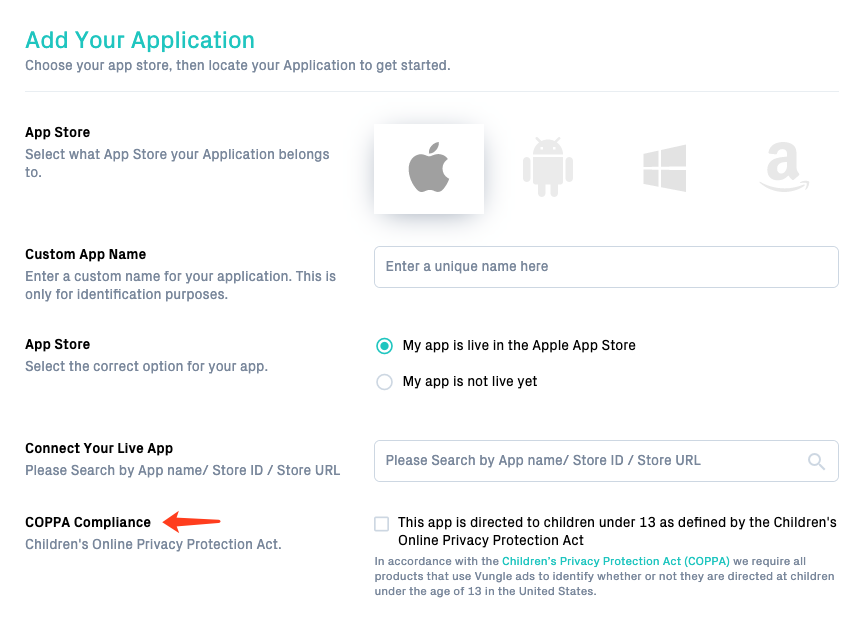 Add Your Application
Choose your app store, then locate your Application to get started.
App Store
Select what App Store your Application belongs
to.
Custom App Name
Enter a custom name for your application. This is
only for identification purposes.
Enter a unique name here
App Store
Select the correct option for your app.
My app is live in the Apple App Store
My app is not live yet
Connect Your Live App
Please Search by App name/ Store ID / Store URL
Please Search by App name/ Store ID / Store URL
COPPA Compliance
Children's Online Privacy Protection Act.
This app is directed to children under 13 as defined by the Children's
Online Privacy Protection Act
In accordance with the Children's Privacy Protection Act (COPPA) we require all
products that use Vungle ads to identify whether or not they are directed at children
under the age of 13 in the United States.